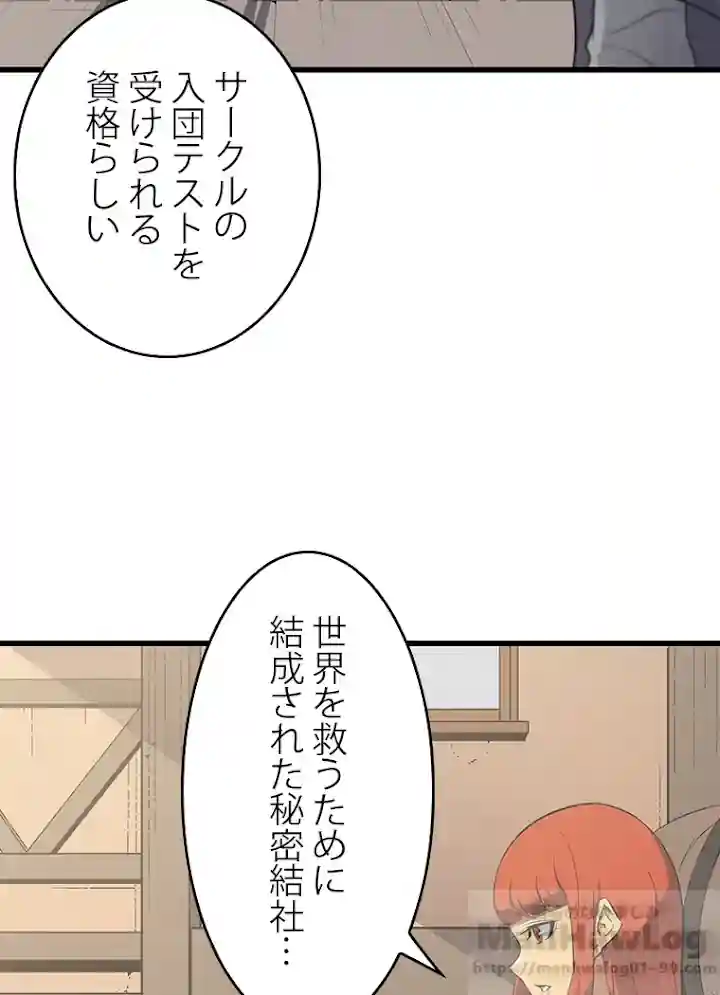 サークルの
入団テストを
受けられる
資格らしい
世界を救うために
結成された秘密結社…
ManHawLog